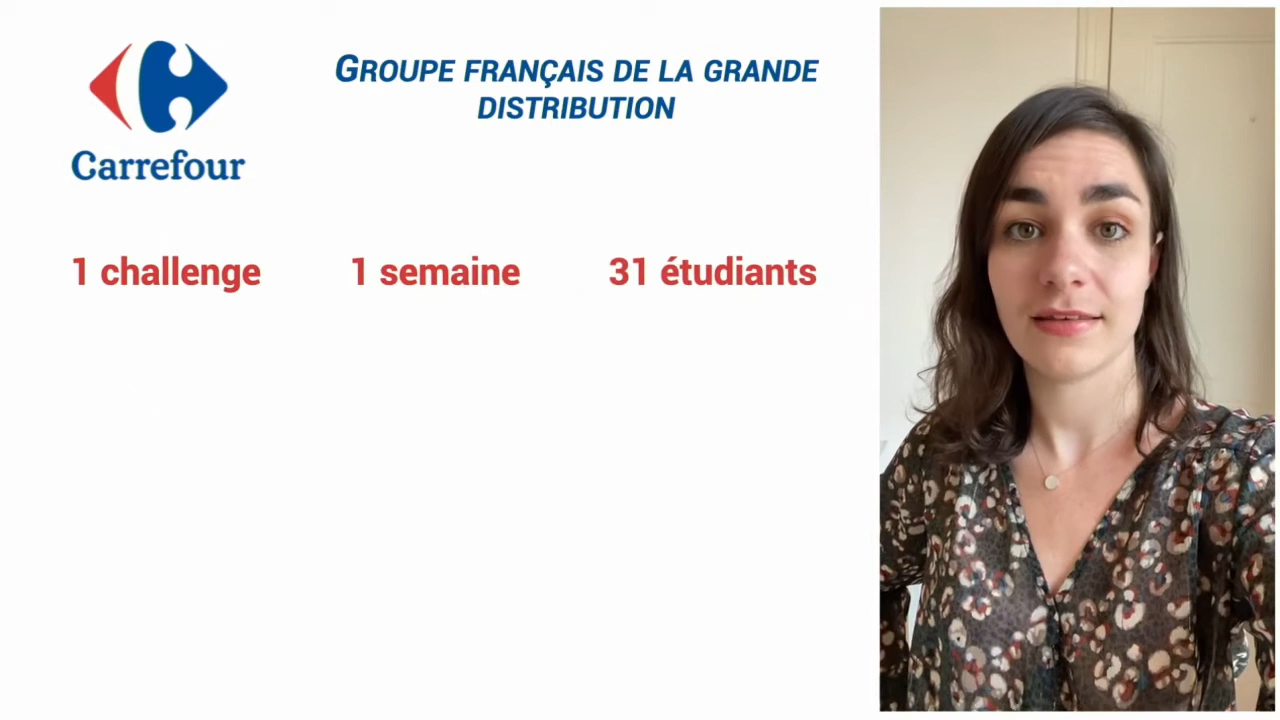 GROUPE FRANÇAIS DE LA GRANDE
DISTRIBUTION
Carrefour
1 challenge 1 semaine 31 étudiants